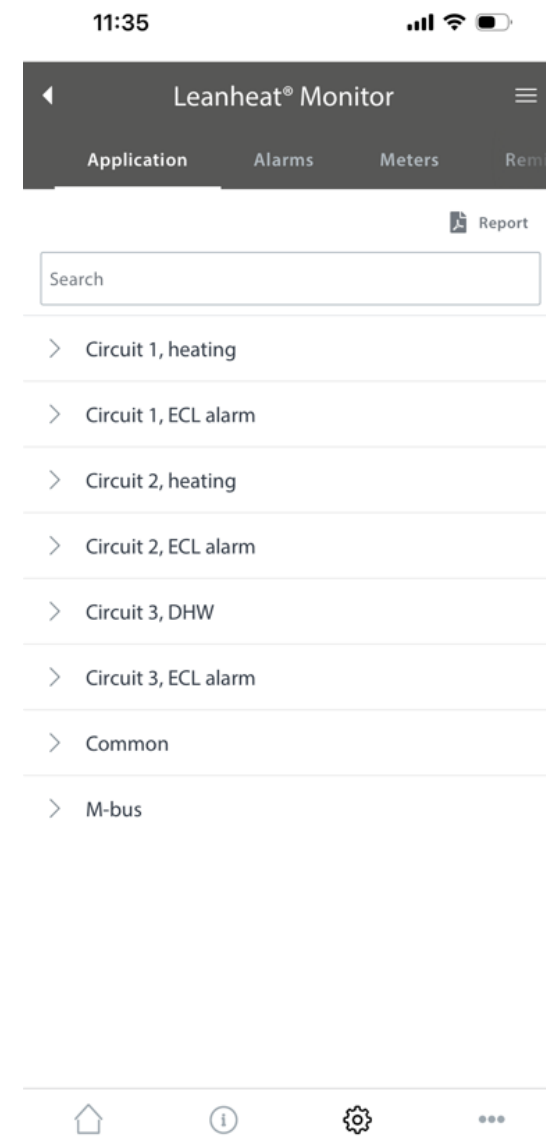 11:35
Leanheat® Monitor
Application Alarms Meters Rem
Report
Search
Circuit 1, heating
Circuit 1, ECL alarm
Circuit 2, heating
Circuit 2, ECL alarm
Circuit 3, DHW
Circuit 3, ECL alarm
Common
M-bus